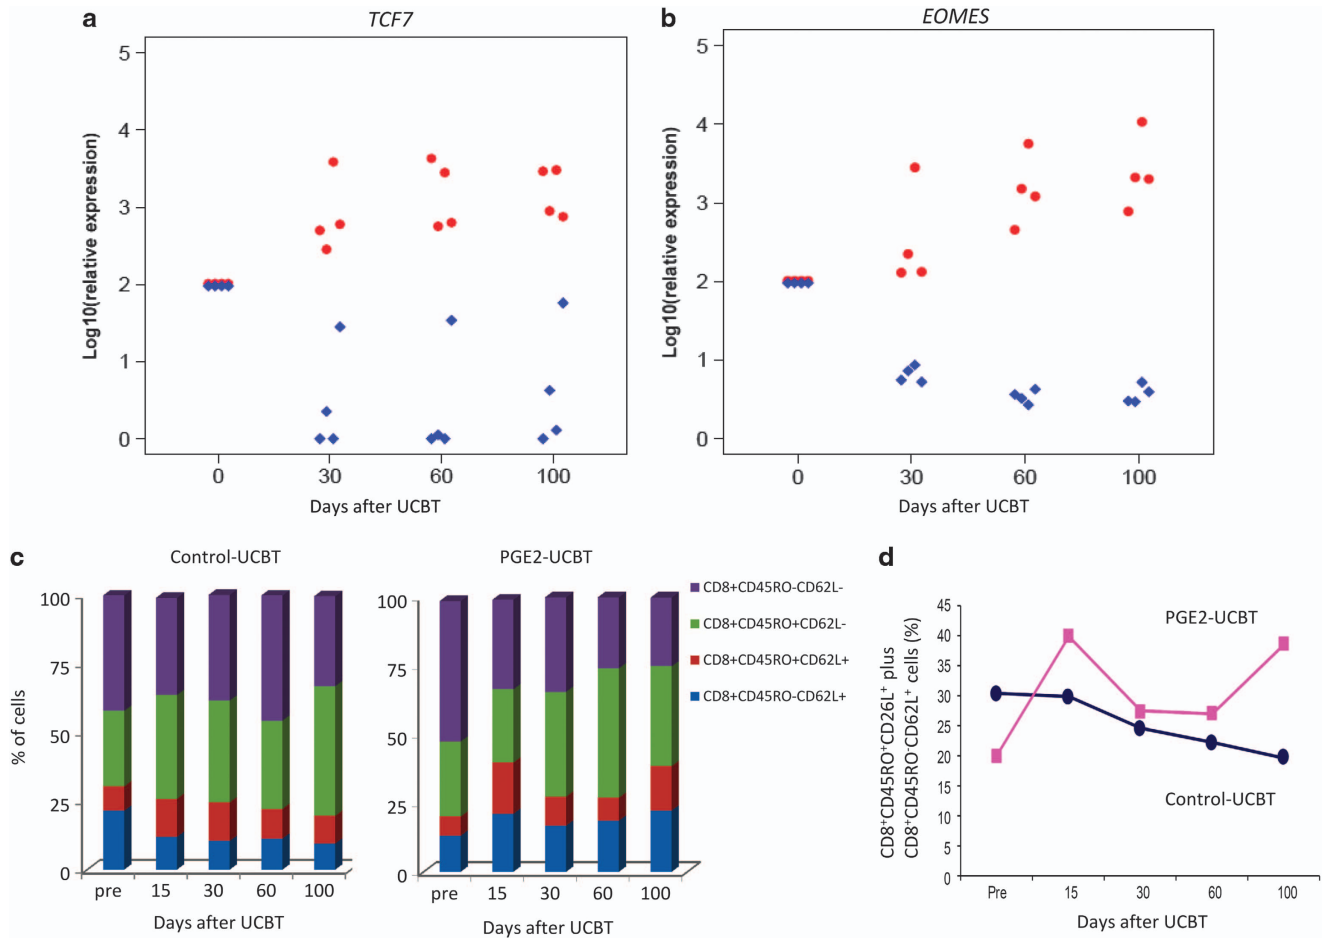 a
TCF7
5
4
3
2
1
0
Log10(relative expression)
0 30 60 100
Days after UCBT
b
EOMES
5
4
3
2
1
0
Log10(relative expression)
0 30 60 100
Days after UCBT
c
Control-UCBT
100
75
50
25
0
% of cells
pre 15 30 60 100
Days after UCBT
PGE2-UCBT
100
75
50
25
0
pre 15 30 60 100
Days after UCBT
CD8+CD45RO-CD62L-
CD8+CD45RO+CD62L-
CD8+CD45RO+CD62L+
CD8+CD45RO-CD62L+
d
CD8⁺CD45RO⁺CD26L⁺ plus
CD8⁺CD45RO⁻CD62L⁺ cells (%)
45
40
35
30
25
20
15
10
5
0
PGE2-UCBT
Control-UCBT
Pre 15 30 60 100
Days after UCBT